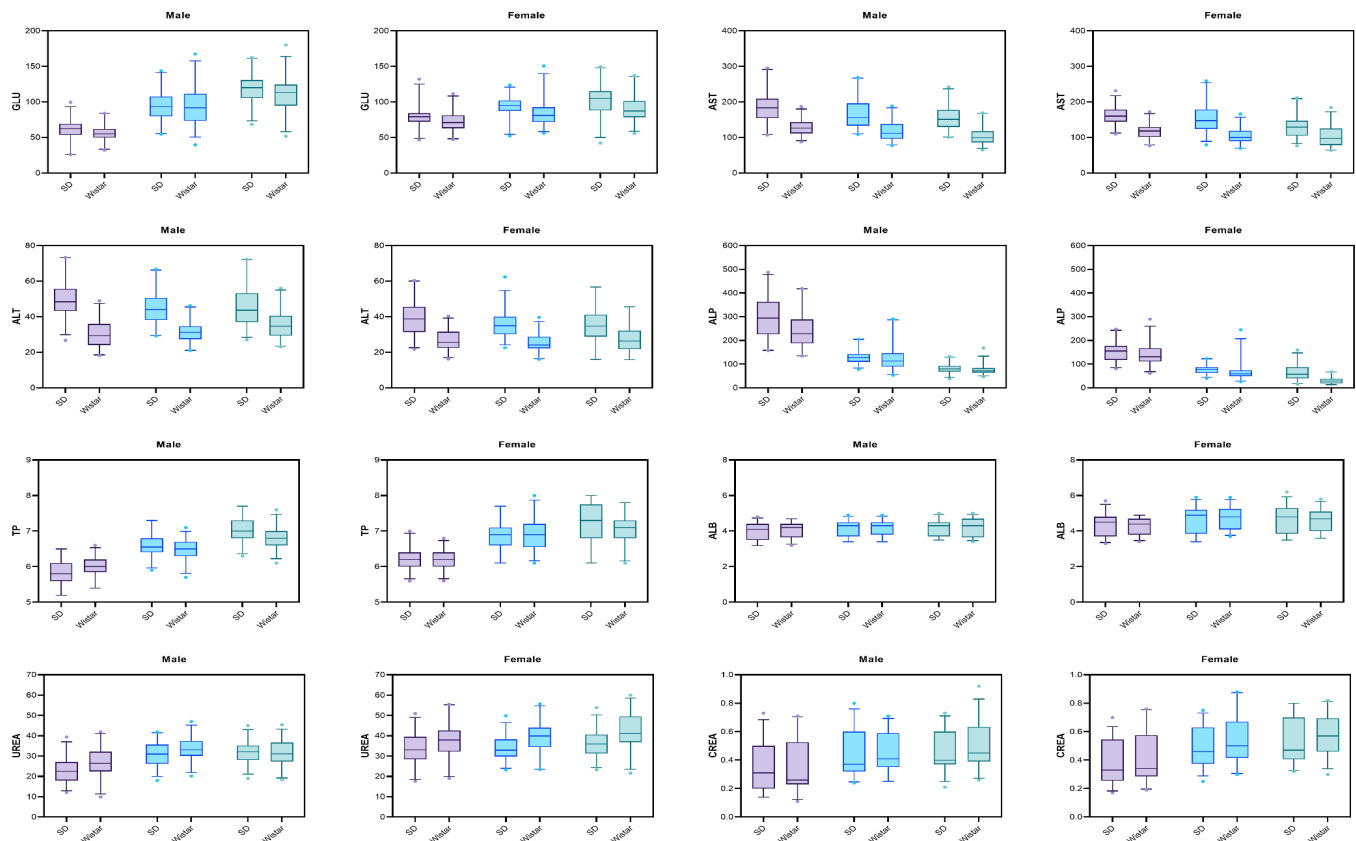 Male
Female
Male
Female
GLU
200
150
100
50
0
SD
Wistar
SD
Wistar
SD
Wistar
GLU
200
150
100
50
0
SD
Wistar
SD
Wistar
SD
Wistar
AST
400
300
200
100
0
SD
Wistar
SD
Wistar
SD
Wistar
AST
400
300
200
100
0
SD
Wistar
SD
Wistar
SD
Wistar
Male
Female
Male
Female
ALT
80
60
40
20
0
SD
Wistar
SD
Wistar
SD
Wistar
ALT
80
60
40
20
0
SD
Wistar
SD
Wistar
SD
Wistar
ALP
600
500
400
300
200
100
0
SD
Wistar
SD
Wistar
SD
Wistar
ALP
600
500
400
300
200
100
0
SD
Wistar
SD
Wistar
SD
Wistar
Male
Female
Male
Female
TP
9
8
7
6
5
SD
Wistar
SD
Wistar
SD
Wistar
TP
9
8
7
6
5
SD
Wistar
SD
Wistar
SD
Wistar
ALB
8
6
4
2
0
SD
Wistar
SD
Wistar
SD
Wistar
ALB
8
6
4
2
0
SD
Wistar
SD
Wistar
SD
Wistar
Male
Female
Male
Female
UREA
70
60
50
40
30
20
10
0
SD
Wistar
SD
Wistar
SD
Wistar
UREA
70
60
50
40
30
20
10
0
SD
Wistar
SD
Wistar
SD
Wistar
CREA
1.0
0.8
0.6
0.4
0.2
0.0
SD
Wistar
SD
Wistar
SD
Wistar
CREA
1.0
0.8
0.6
0.4
0.2
0.0
SD
Wistar
SD
Wistar
SD
Wistar